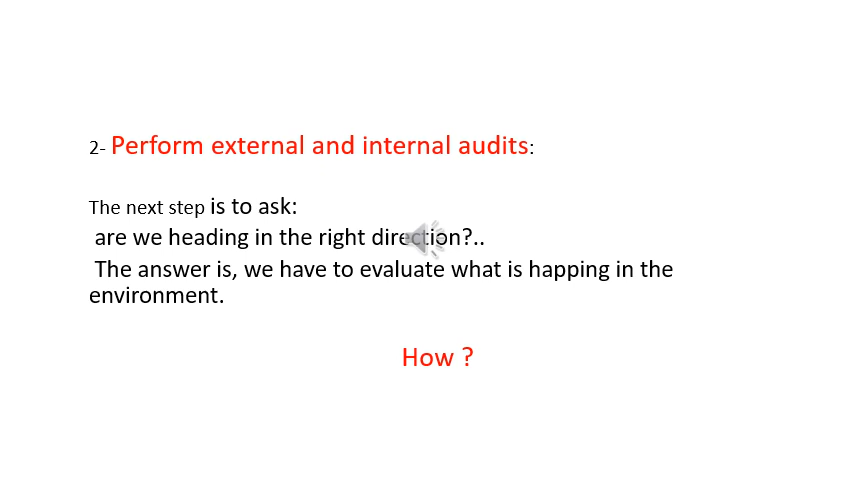 2- Perform external and internal audits:
The next step is to ask:
are we heading in the right direction?..
The answer is, we have to evaluate what is happing in the
environment.
How ?